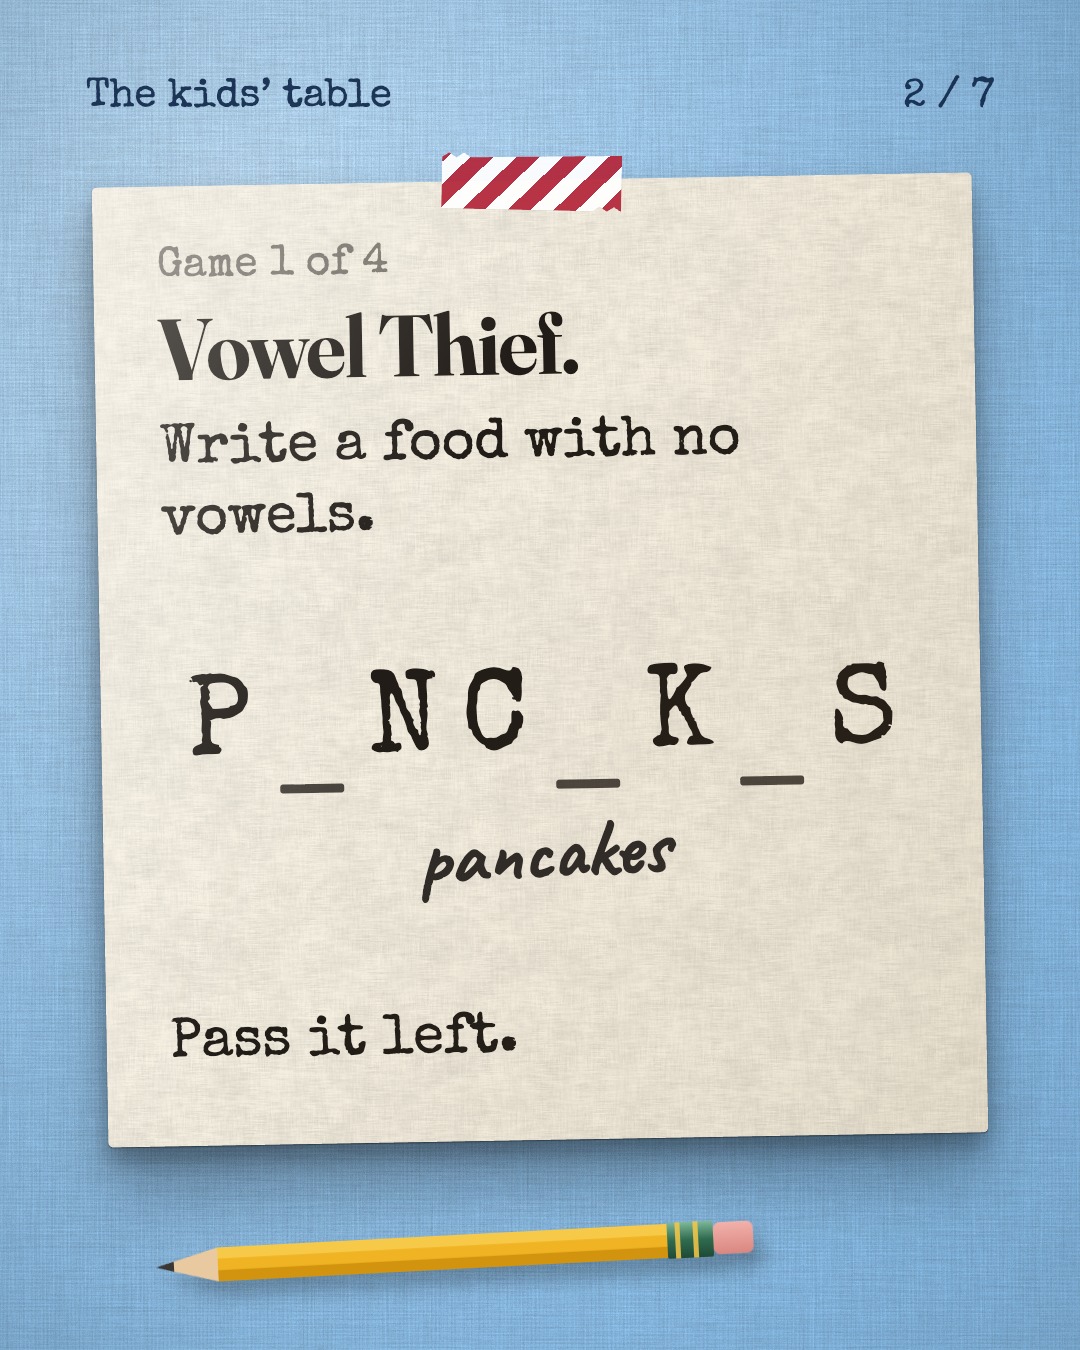 The kids’ table
2 / 7
Game 1 of 4
Vowel Thief.
Write a food with no
vowels.
P _ N C _ K _ S
pancakes
Pass it left.